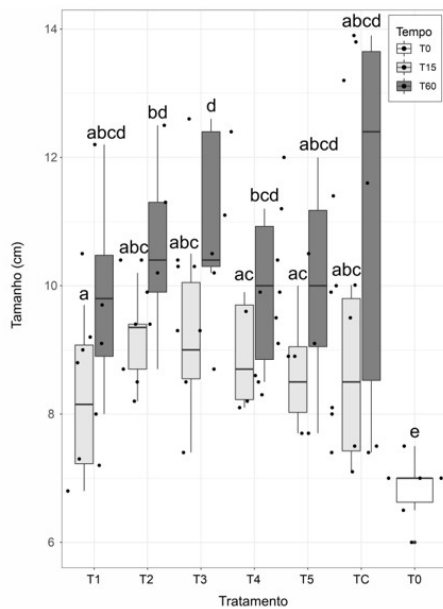 Tempo
T0
T15
T60
14
12
10
8
6
Tamanho (cm)
a
abcd
abc
bd
abc
d
ac
bcd
ac
abcd
abc
abcd
e
T1 T2 T3 T4 T5 TC T0
Tratamento